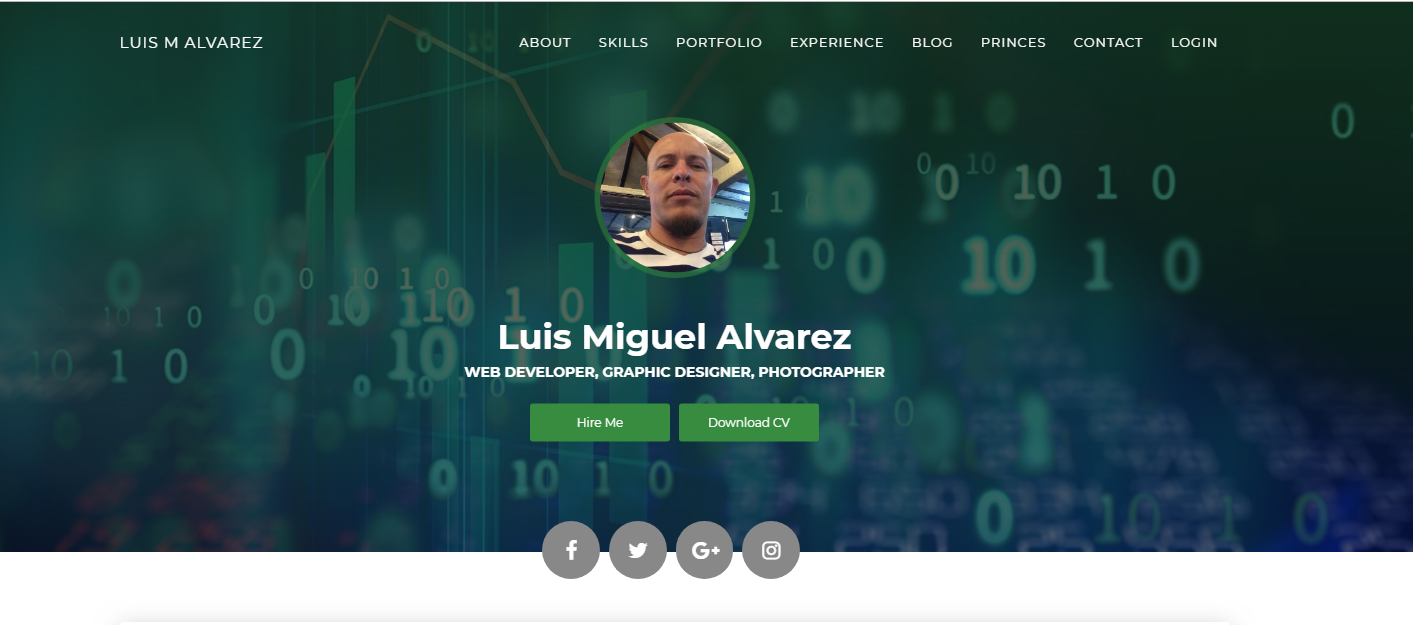 LUIS M ALVAREZ
ABOUT SKILLS PORTFOLIO EXPERIENCE BLOG PRINCES CONTACT LOGIN
Luis Miguel Alvarez
WEB DEVELOPER, GRAPHIC DESIGNER, PHOTOGRAPHER
Hire Me Download CV